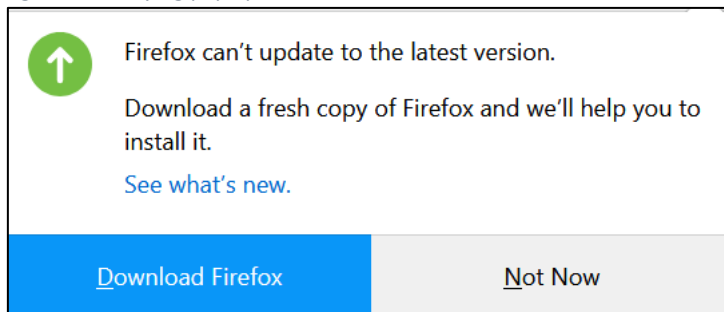 Firefox can’t update to the latest version.
Download a fresh copy of Firefox and we’ll help you to
install it.
See what’s new.
Download Firefox
Not Now